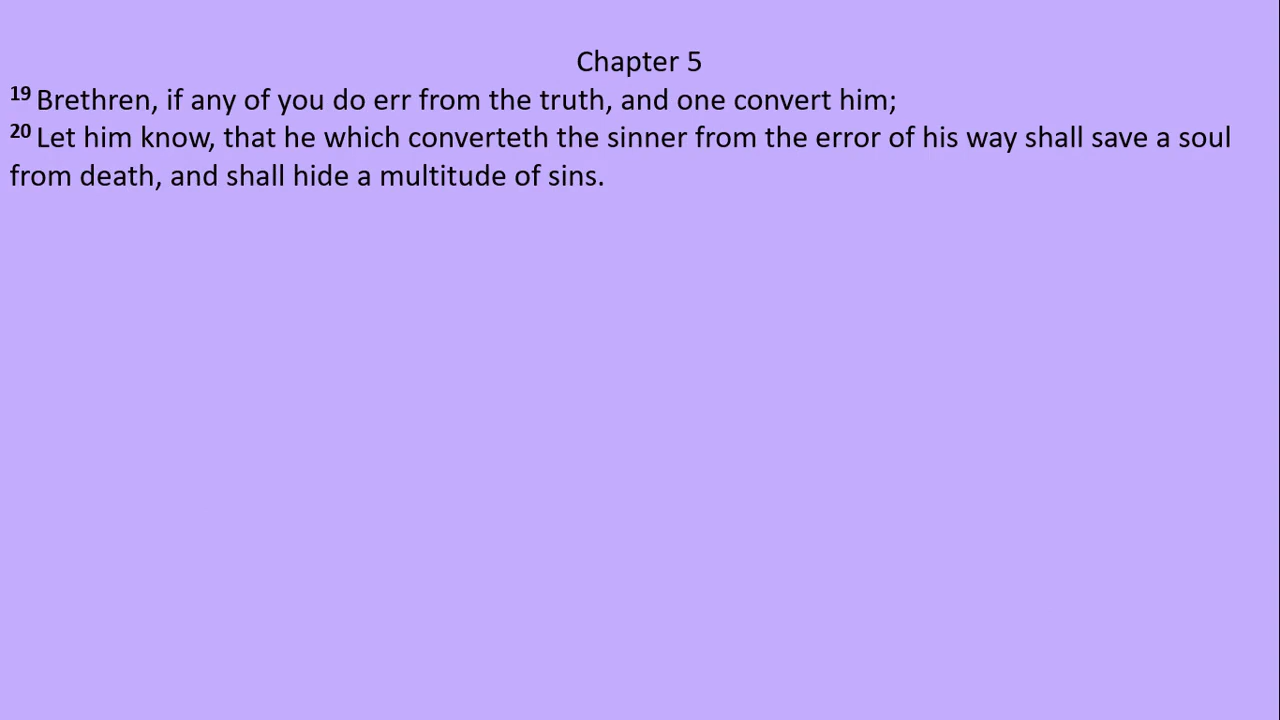 Chapter 5
19 Brethren, if any of you do err from the truth, and one convert him;
20 Let him know, that he which converteth the sinner from the error of his way shall save a soul
from death, and shall hide a multitude of sins.